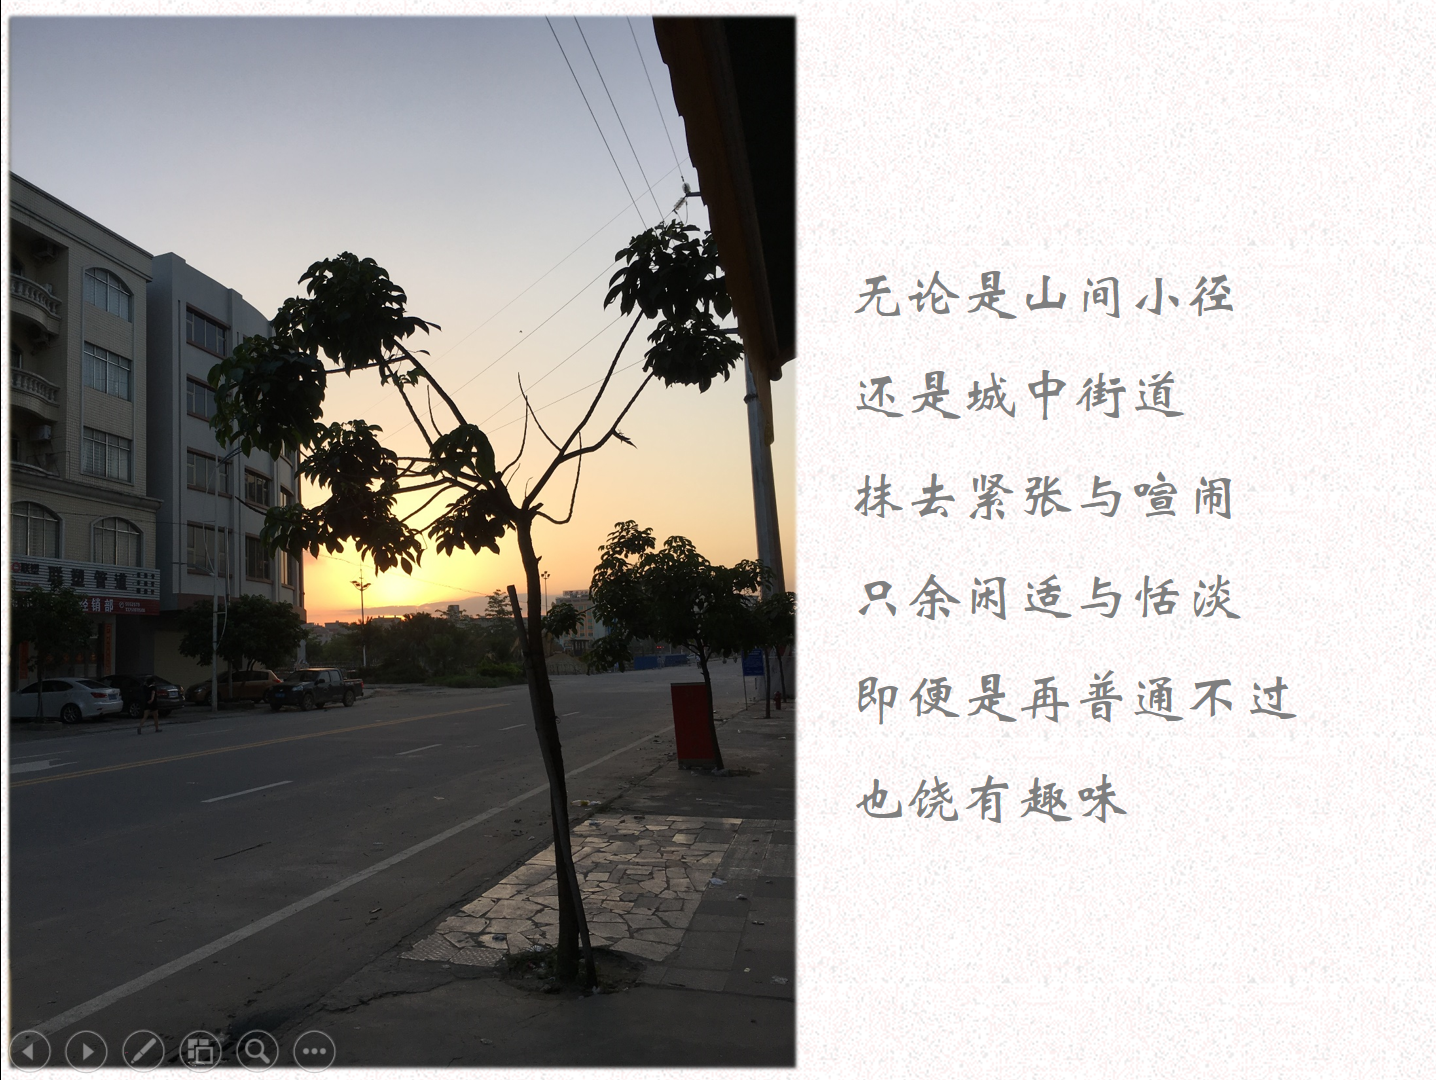 无论是山间小径
还是城中街道
抹去紧张与喧闹
只余闲适与恬淡
即便是再普通不过
也饶有趣味